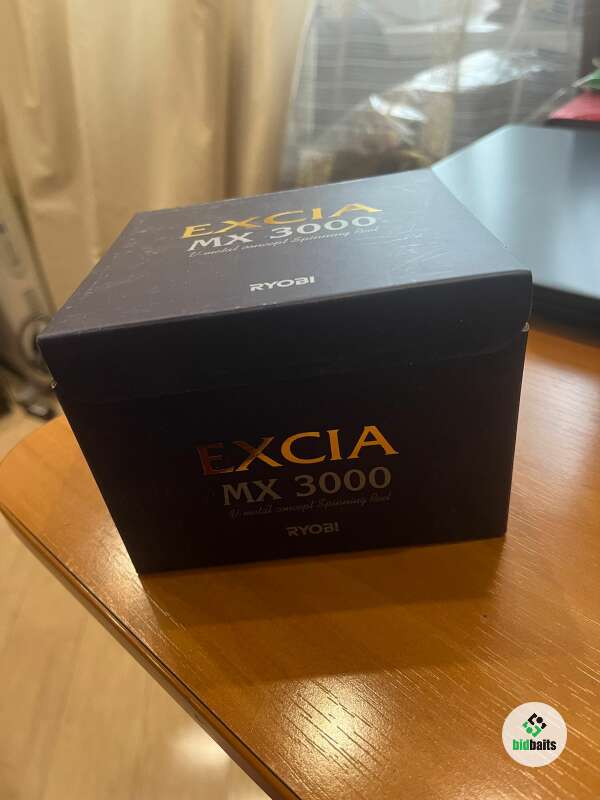 EXCIA
MX 3000
V-metal concept Spinning Reel
RYOBI
EXCIA
MX 3000
V-metal concept Spinning Reel
RYOBI
bidbaits